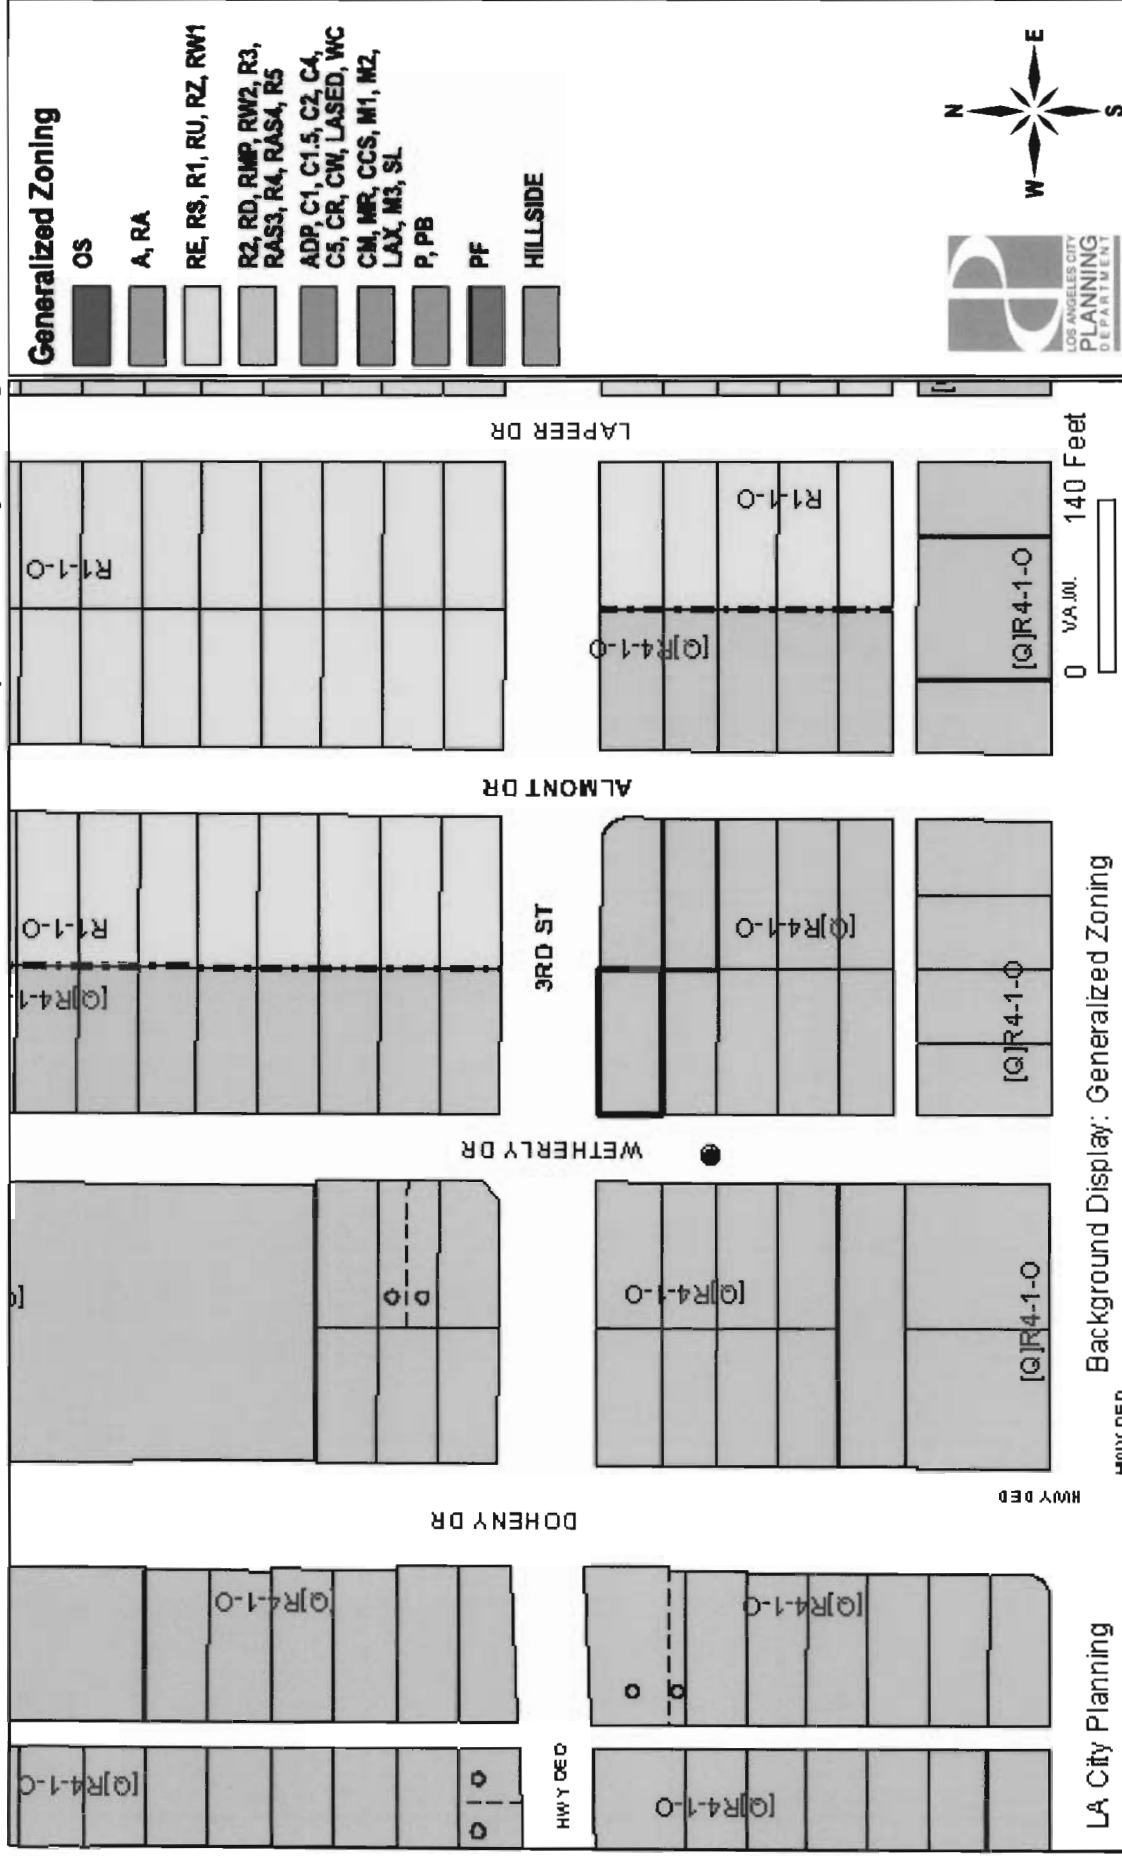 Generalized Zoning
OS
A, RA
RE, RS, R1, RU, RZ, RW1
R2, RD, RMP, RW2, R3,
RAS3, R4, RAS4, R5
ADP, C1, C1.5, C2, C4,
C5, CR, CW, LASED, WC
CM, MR, CCS, M1, M2,
LAX, M3, SL
P, PB
PF
HILLSIDE
N
W
E
S
LOS ANGELES CITY
PLANNING
DEPARTMENT
LAPEER DR
R1-1-O
R1-1-O
[Q]R4-1-O
[Q]R4-1-O
VAIW.
0
140 Feet
ALMONT DR
R1-1-O
[Q]R4-1-
3RD ST
[Q]R4-1-O
[Q]R4-1-O
WETHERLY DR
[Q]R4-1-O
[Q]R4-1-O
DOHENY DR
HWY DED
HWY DED
[Q]R4-1-O
[Q]R4-1-O
[Q]R4-1-O
HWY DED
[Q]R4-1-O
LA City Planning
Background Display: Generalized Zoning